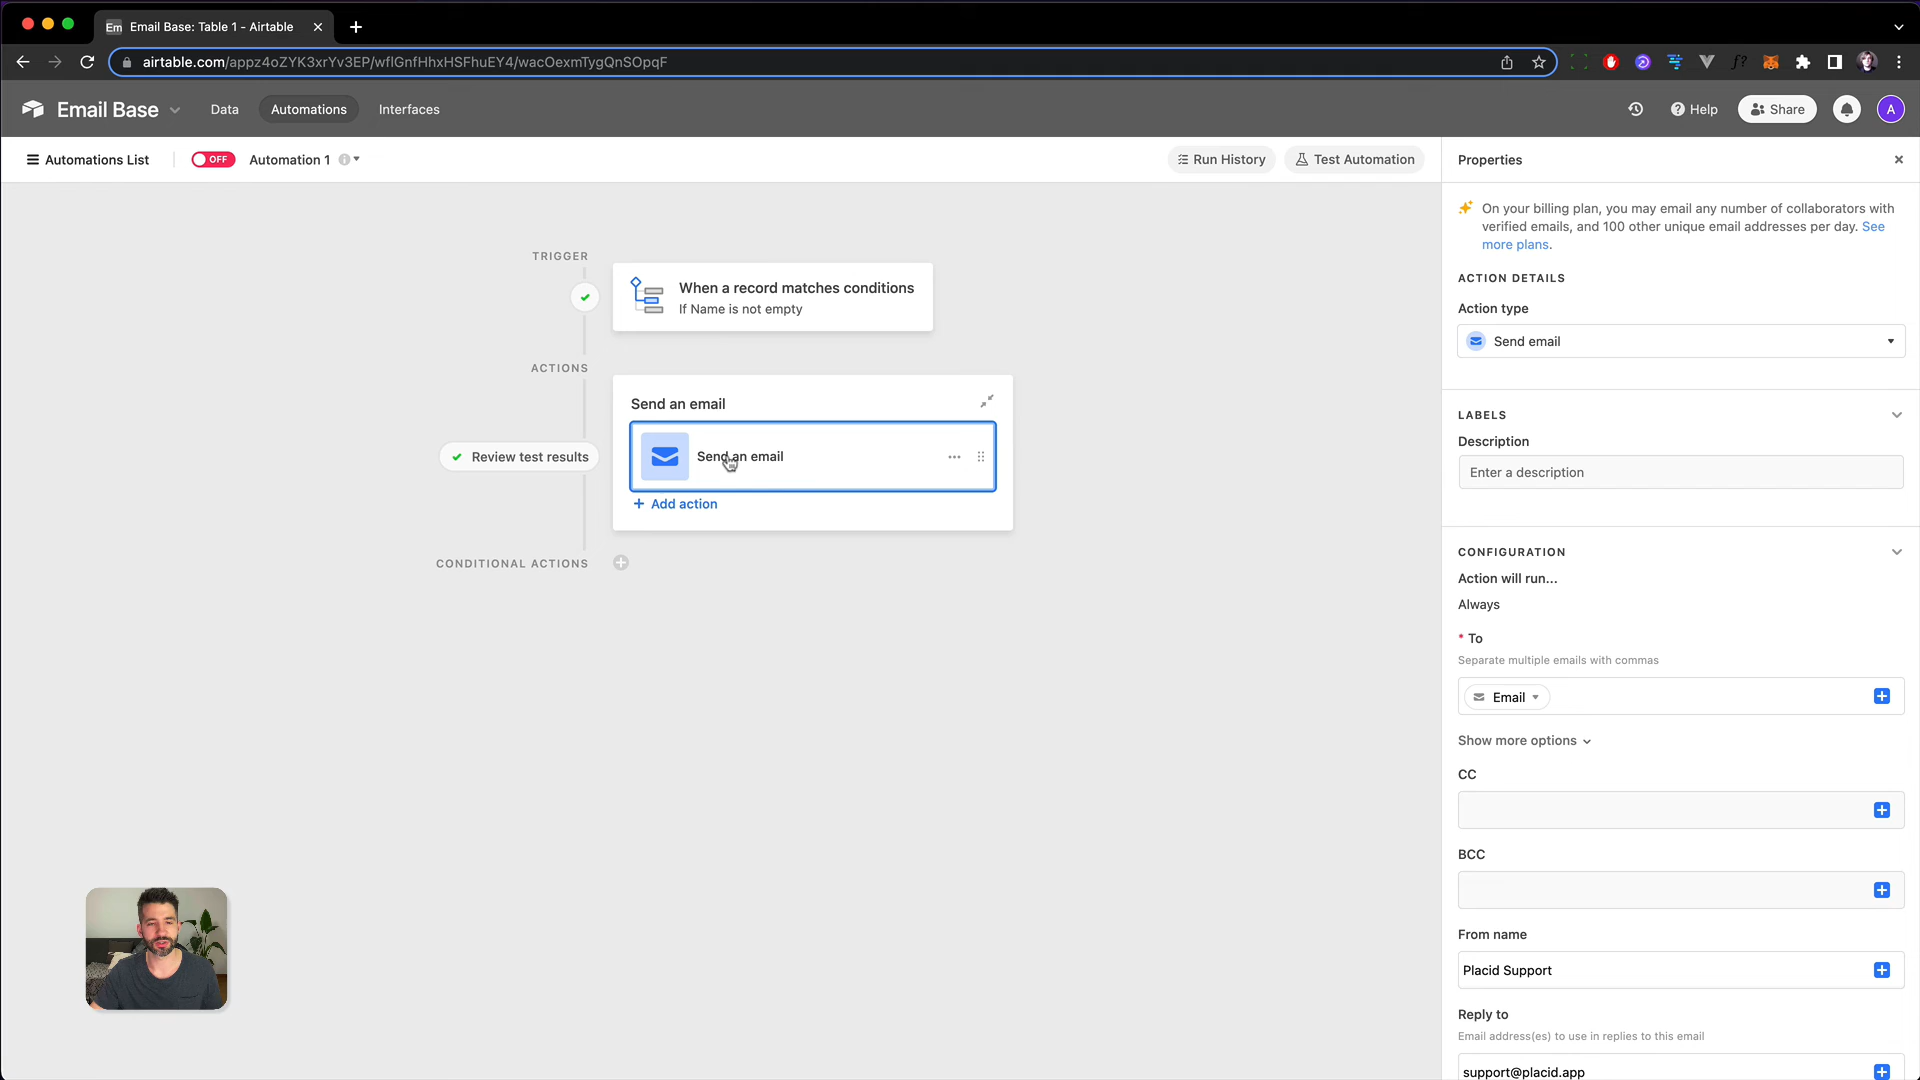 Em Email Base: Table 1 - Airtable
airtable.com/appz4oZYK3xrYv3EP/wflGnfHhxHSFhuEY4/wacOexmTygQnSOpqF
f?
Email Base
Data
Automations
Interfaces
Help
Share
A
Automations List
OFF
Automation 1
Run History
Test Automation
Properties
On your billing plan, you may email any number of collaborators with
verified emails, and 100 other unique email addresses per day. See
more plans.
TRIGGER
When a record matches conditions
If Name is not empty
ACTIONS
Send an email
Review test results
Send an email
+ Add action
CONDITIONAL ACTIONS
ACTION DETAILS
Action type
Send email
LABELS
Description
Enter a description
CONFIGURATION
Action will run...
Always
* To
Separate multiple emails with commas
Email
Show more options
CC
BCC
From name
Placid Support
Reply to
Email address(es) to use in replies to this email
support@placid.app